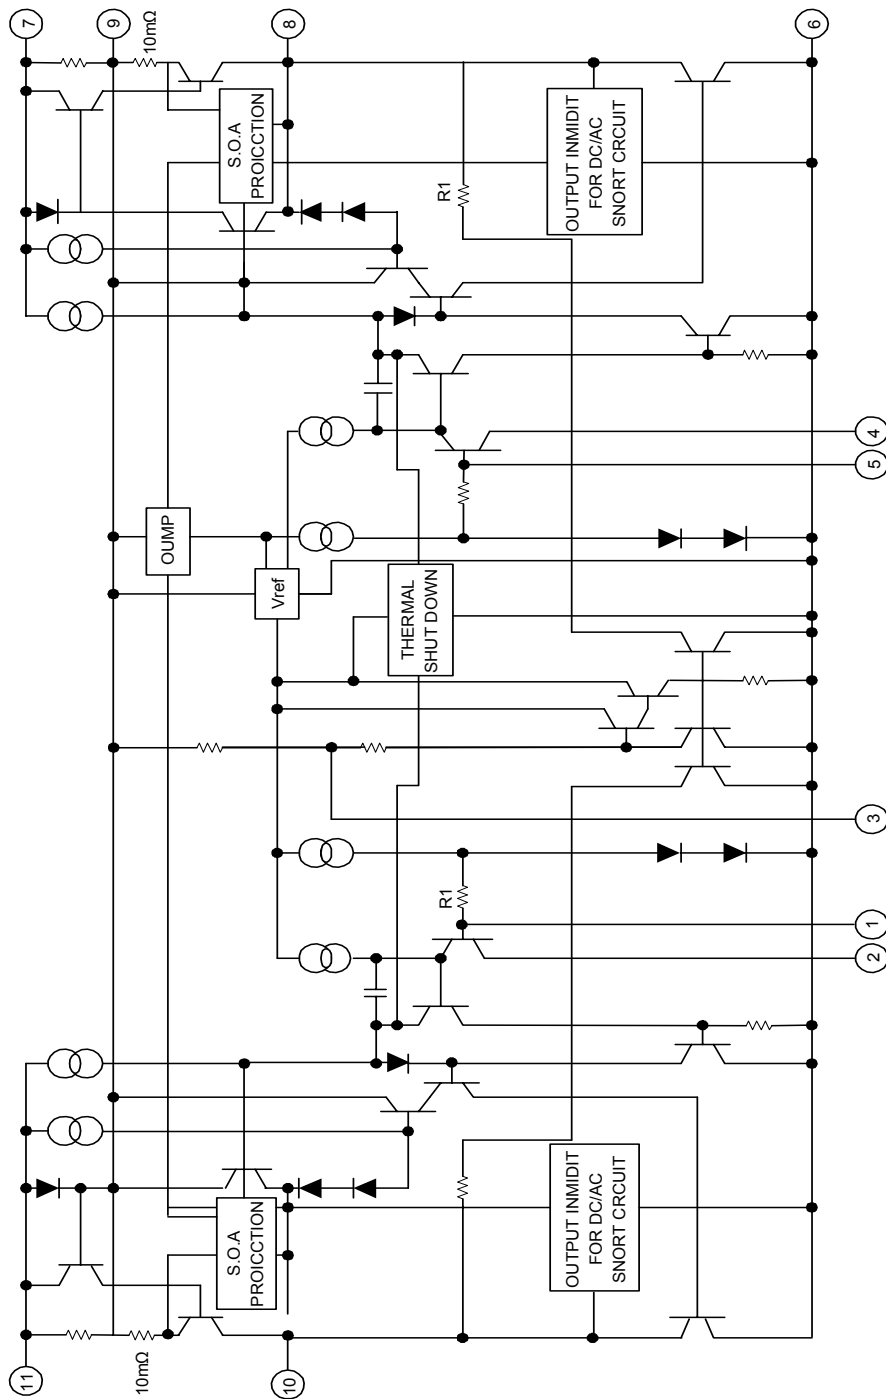 11
10mΩ
10
S.O.A
PROICCTION
OUTPUT INMIDIT
FOR DC/AC
SNORT CRCUIT
2
1
R1
3
THERMAL
SHUT DOWN
Vref
OUMP
5
4
R1
S.O.A
PROICCTION
OUTPUT INMIDIT
FOR DC/AC
SNORT CRCUIT
7
9
10mΩ
8
6